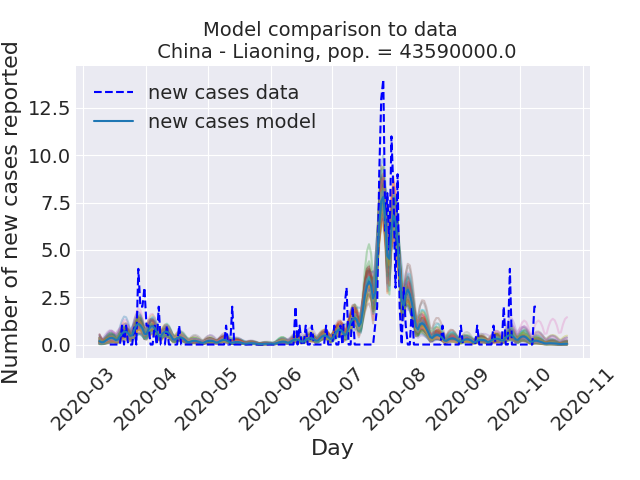 Model comparison to data
China - Liaoning, pop. = 43590000.0
Number of new cases reported
new cases data
new cases model
12.5
10.0
7.5
5.0
2.5
0.0
2020-03
2020-04
2020-05
2020-06
2020-07
2020-08
2020-09
2020-10
2020-11
Day